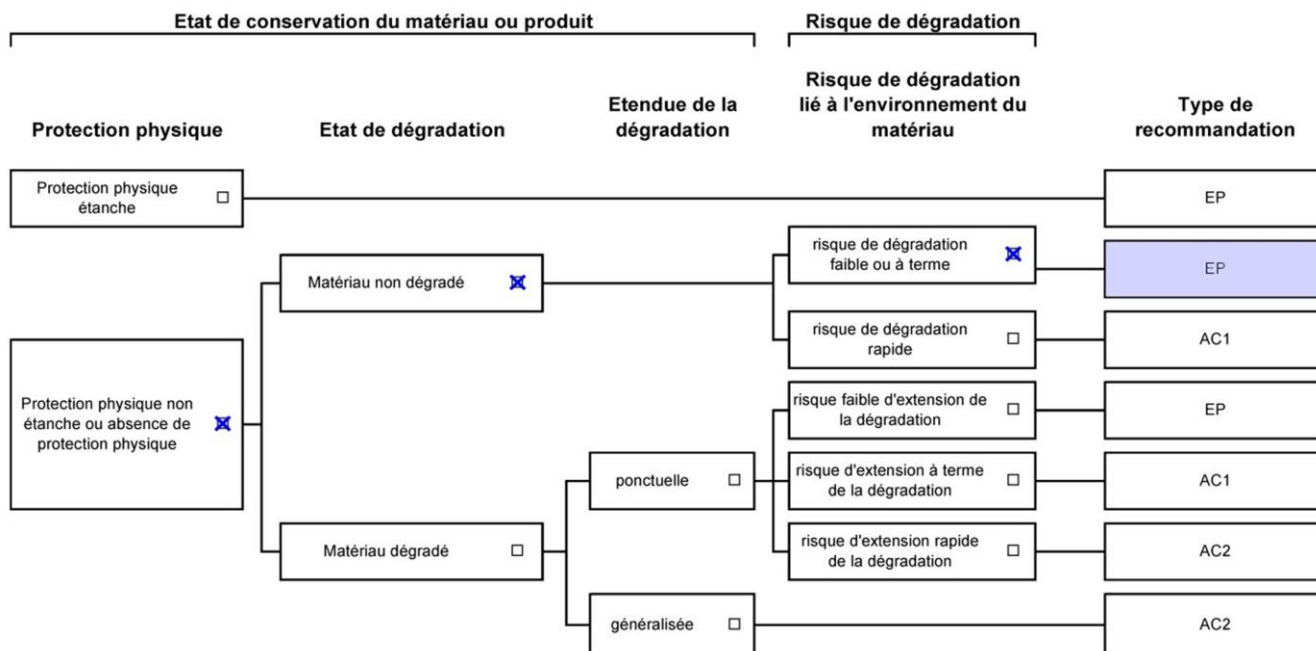 Etat de conservation du matériau ou produit
Risque de dégradation
Protection physique
Etat de dégradation
Etendue de la
dégradation
Risque de dégradation
lié à l'environnement du
matériau
Type de
recommandation
Protection physique
étanche
EP
Protection physique non
étanche ou absence de
protection physique
Matériau non dégradé
risque de dégradation
faible ou à terme
EP
risque de dégradation
rapide
AC1
Matériau dégradé
ponctuelle
risque faible d'extension de
la dégradation
EP
risque d'extension à terme
de la dégradation
AC1
risque d'extension rapide
de la dégradation
AC2
généralisée
AC2